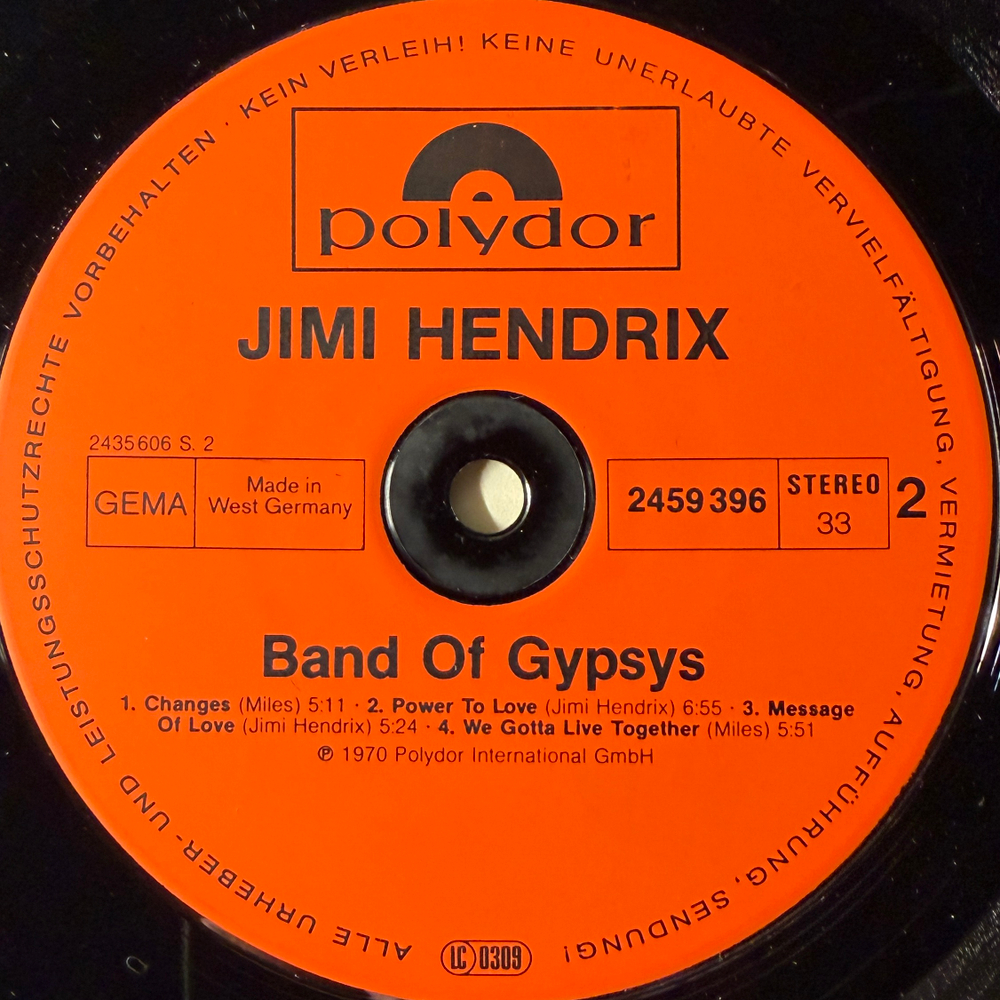 ALLE URHEBER- UND LEISTUNGSSCHUTZRECHTE VORBEHALTEN · KEIN VERLEIH! KEINE UNERLAUBTE VERVIELFÄLTIGUNG, VERMIETUNG, AUFFÜHRUNG, SENDUNG!
polydor
JIMI HENDRIX
2435606 S. 2
GEMA
Made in
West Germany
2459 396
STEREO
33
2
Band Of Gypsys
1. Changes (Miles) 5:11 · 2. Power To Love (Jimi Hendrix) 6:55 · 3. Message
Of Love (Jimi Hendrix) 5:24 · 4. We Gotta Live Together (Miles) 5:51
℗ 1970 Polydor International GmbH
LC 0309